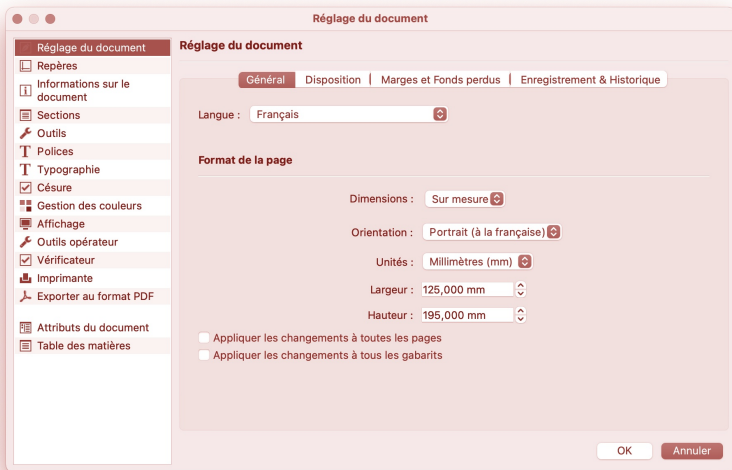 Réglage du document
Réglage du document
Repères
Informations sur le
document
Sections
Outils
Polices
Typographie
Césure
Gestion des couleurs
Affichage
Outils opérateur
Vérificateur
Imprimante
Exporter au format PDF
Attributs du document
Table des matières
Réglage du document
Général Disposition Marges et Fonds perdus Enregistrement & Historique
Langue : Français
Format de la page
Dimensions : Sur mesure
Orientation : Portrait (à la française)
Unités : Millimètres (mm)
Largeur : 125,000 mm
Hauteur : 195,000 mm
Appliquer les changements à toutes les pages
Appliquer les changements à tous les gabarits
OK Annuler